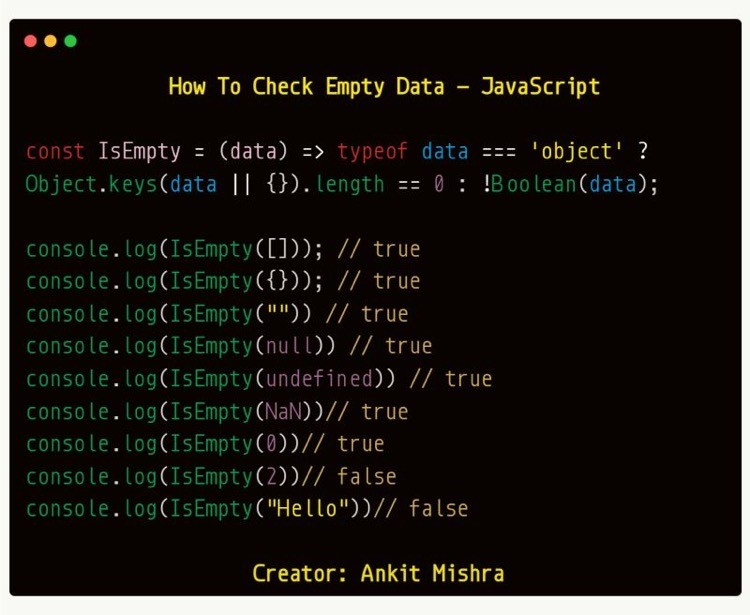 How To Check Empty Data – JavaScript
const IsEmpty = (data) => typeof data === 'object' ?
Object.keys(data || {}).length == 0 : !Boolean(data);
console.log(IsEmpty([])); // true
console.log(IsEmpty({})); // true
console.log(IsEmpty("")) // true
console.log(IsEmpty(null)) // true
console.log(IsEmpty(undefined)) // true
console.log(IsEmpty(NaN))// true
console.log(IsEmpty(0))// true
console.log(IsEmpty(2))// false
console.log(IsEmpty("Hello"))// false
Creator: Ankit Mishra